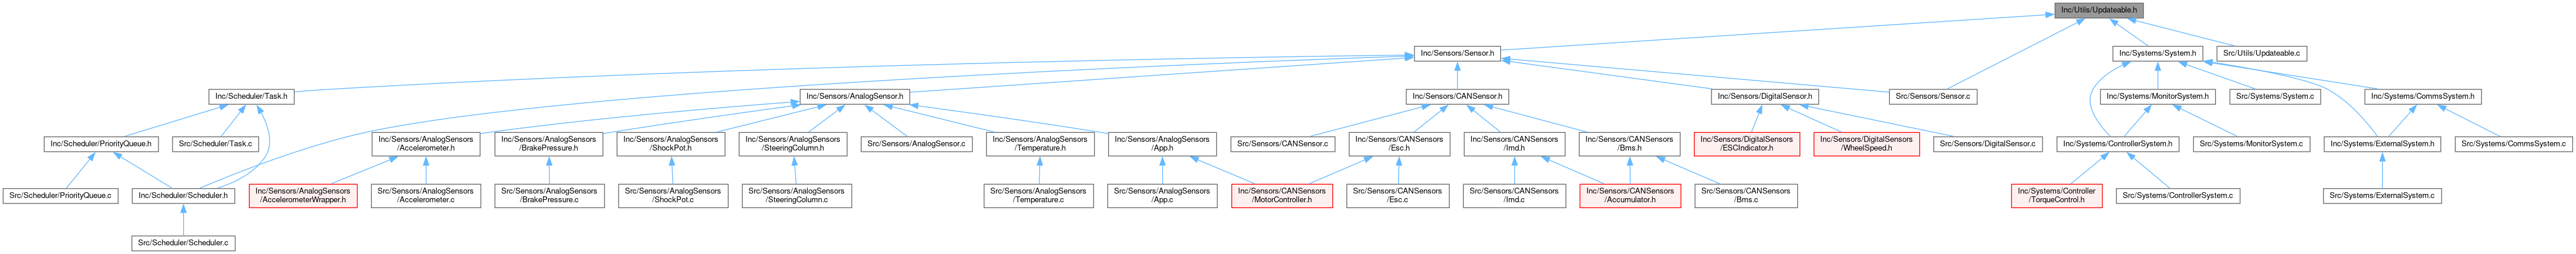 Inc/Utils/Updateable.h
Inc/Sensors/Sensor.h
Inc/Systems/System.h
Src/Utils/Updateable.c
Inc/Scheduler/Task.h
Inc/Sensors/AnalogSensor.h
Inc/Sensors/CANSensor.h
Inc/Sensors/DigitalSensor.h
Src/Sensors/Sensor.c
Inc/Systems/MonitorSystem.h
Src/Systems/System.c
Inc/Systems/CommsSystem.h
Inc/Scheduler/PriorityQueue.h
Src/Scheduler/Task.c
Inc/Sensors/AnalogSensors
/Accelerometer.h
Inc/Sensors/AnalogSensors
/BrakePressure.h
Inc/Sensors/AnalogSensors
/ShockPot.h
Inc/Sensors/AnalogSensors
/SteeringColumn.h
Src/Sensors/AnalogSensor.c
Inc/Sensors/AnalogSensors
/Temperature.h
Inc/Sensors/AnalogSensors
/App.h
Src/Sensors/CANSensor.c
Inc/Sensors/CANSensors
/Esc.h
Inc/Sensors/CANSensors
/Imd.h
Inc/Sensors/CANSensors
/Bms.h
Inc/Sensors/DigitalSensors
/ESCIndicator.h
Inc/Sensors/DigitalSensors
/WheelSpeed.h
Src/Sensors/DigitalSensor.c
Inc/Systems/ControllerSystem.h
Src/Systems/MonitorSystem.c
Inc/Systems/ExternalSystem.h
Src/Systems/CommsSystem.c
Src/Scheduler/PriorityQueue.c
Inc/Scheduler/Scheduler.h
Inc/Sensors/AnalogSensors
/AccelerometerWrapper.h
Src/Sensors/AnalogSensors
/Accelerometer.c
Src/Sensors/AnalogSensors
/BrakePressure.c
Src/Sensors/AnalogSensors
/ShockPot.c
Src/Sensors/AnalogSensors
/SteeringColumn.c
Src/Sensors/AnalogSensors
/Temperature.c
Src/Sensors/AnalogSensors
/App.c
Inc/Sensors/CANSensors
/MotorController.h
Src/Sensors/CANSensors
/Esc.c
Src/Sensors/CANSensors
/Imd.c
Inc/Sensors/CANSensors
/Accumulator.h
Src/Sensors/CANSensors
/Bms.c
Inc/Systems/Controller
/TorqueControl.h
Src/Systems/ControllerSystem.c
Src/Systems/ExternalSystem.c
Src/Scheduler/Scheduler.c